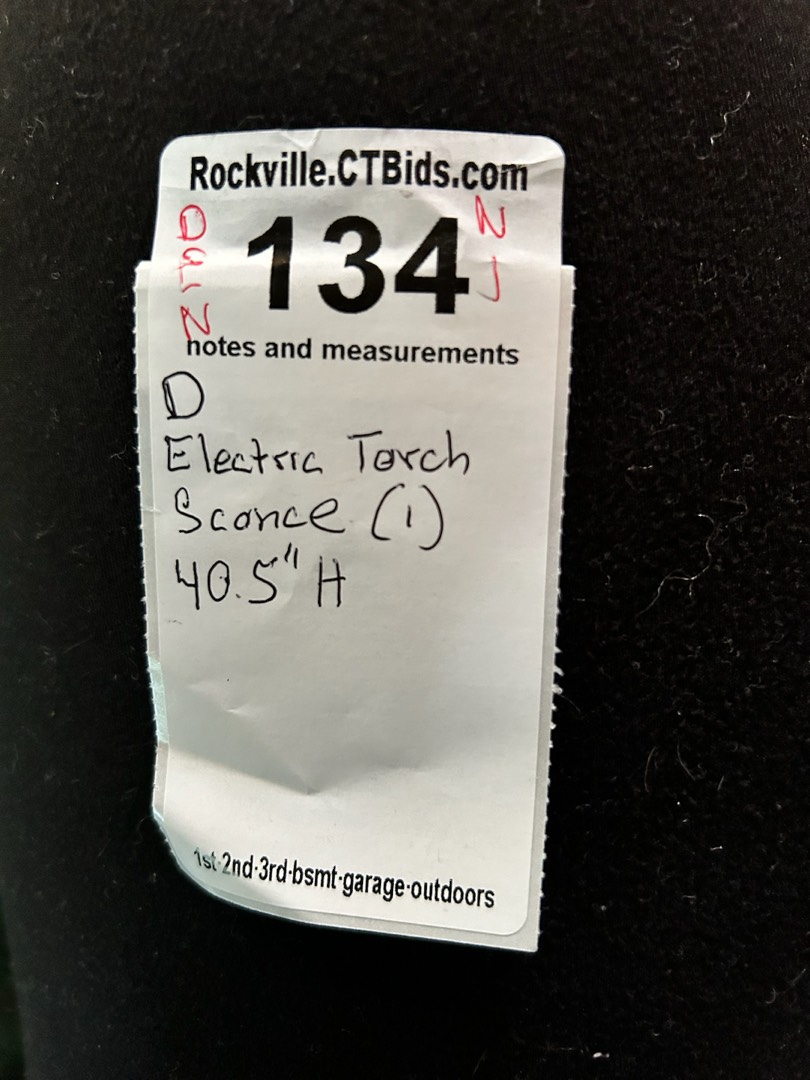 Rockville.CTBids.com
134
notes and measurements
D
Electric Torch
Sconce (1)
40.5" H
1st·2nd·3rd·bsmt·garage·outdoors